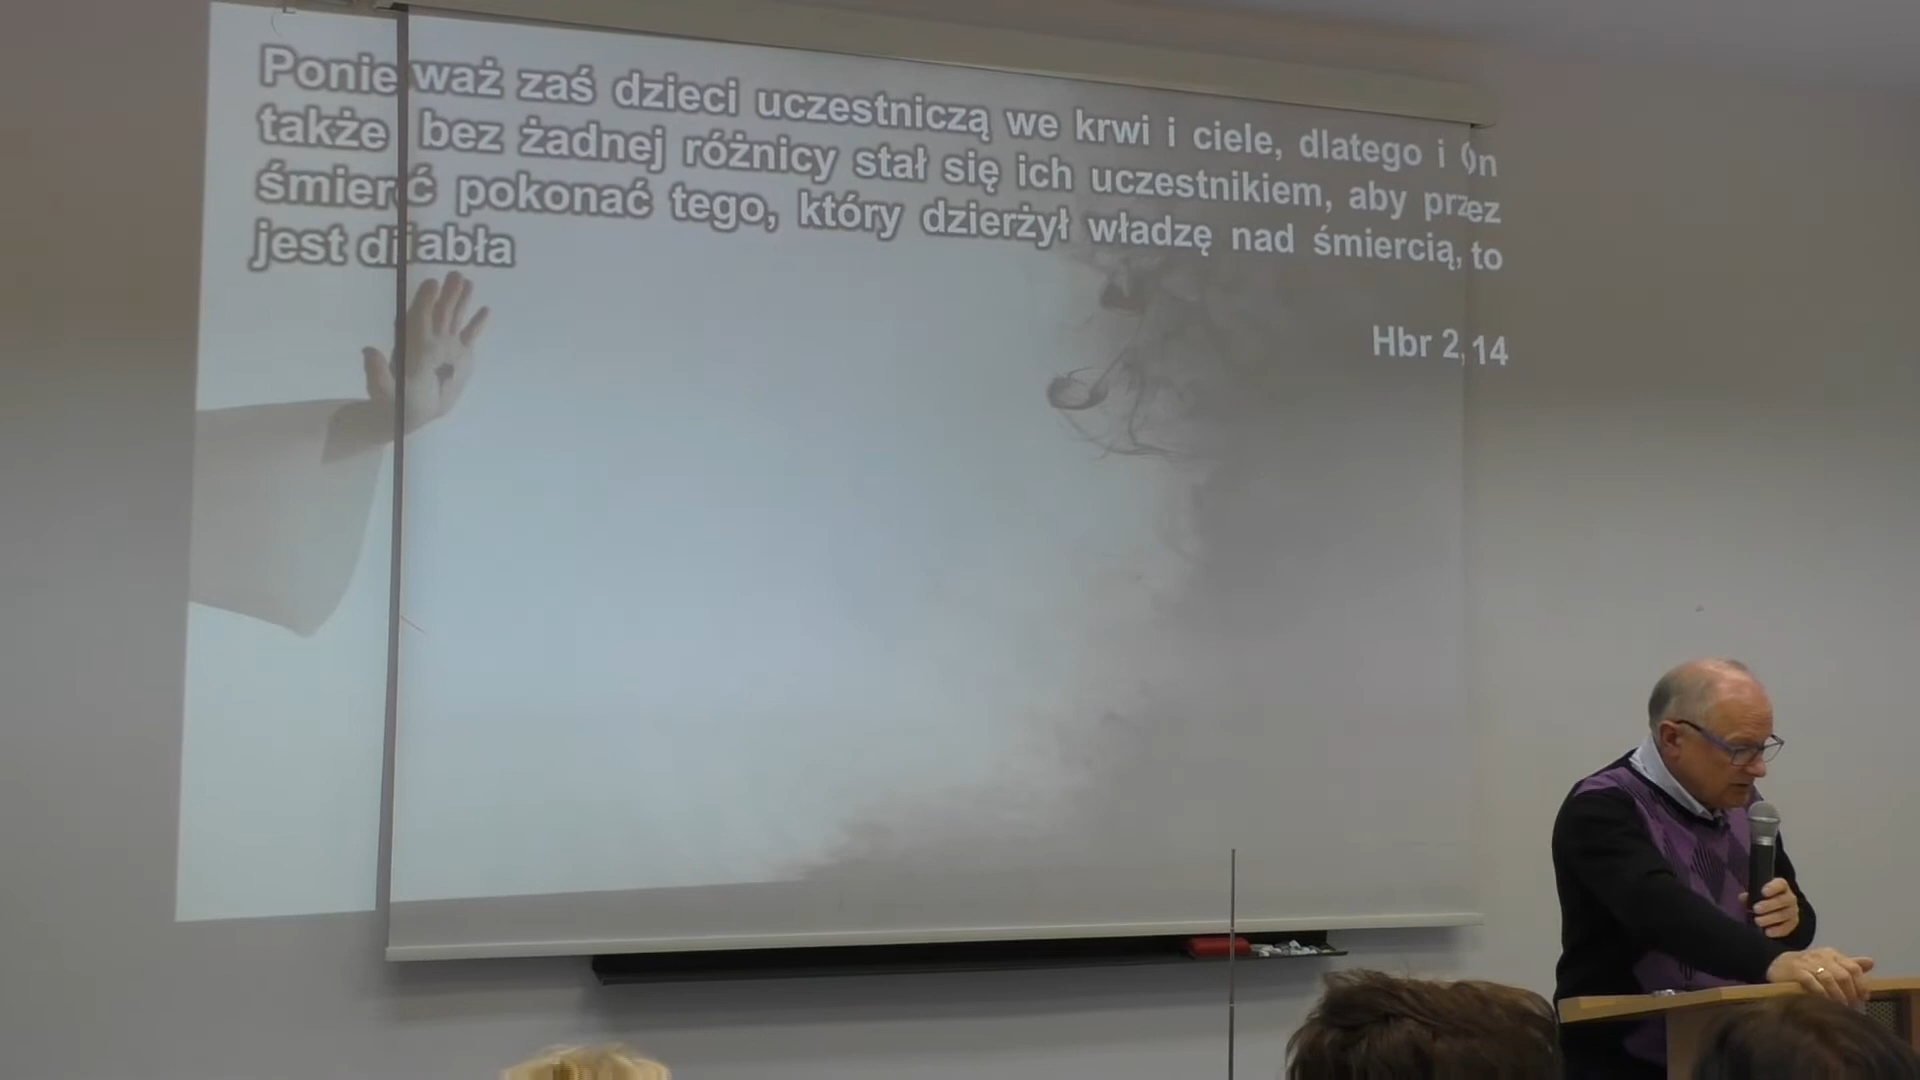 Ponieważ zaś dzieci uczestniczą we krwi i ciele, dlatego i On
także bez żadnej różnicy stał się ich uczestnikiem, aby przez
śmierć pokonać tego, który dzierżył władzę nad śmiercią, to
jest diabła
Hbr 2,14